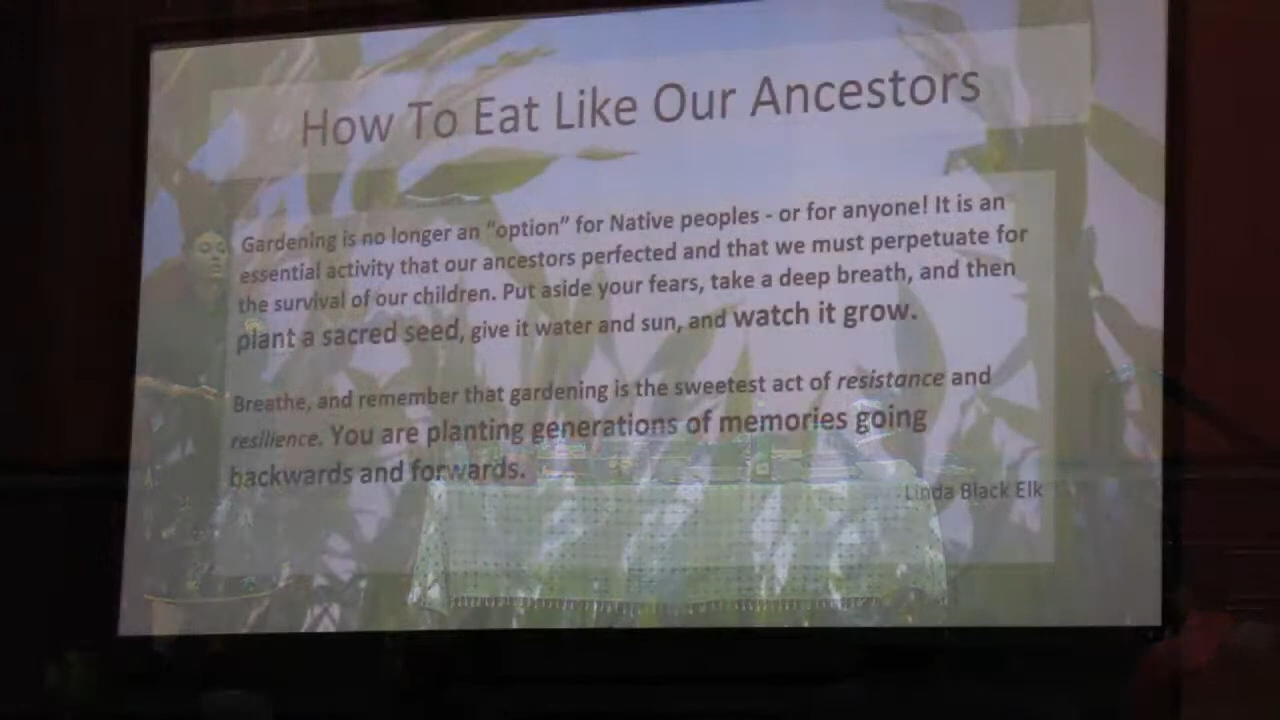 How To Eat Like Our Ancestors
Gardening is no longer an “option” for Native peoples - or for anyone! It is an
essential activity that our ancestors perfected and that we must perpetuate for
the survival of our children. Put aside your fears, take a deep breath, and then
plant a sacred seed, give it water and sun, and watch it grow.
Breathe, and remember that gardening is the sweetest act of resistance and
resilience. You are planting generations of memories going
backwards and forwards.
Linda Black Elk